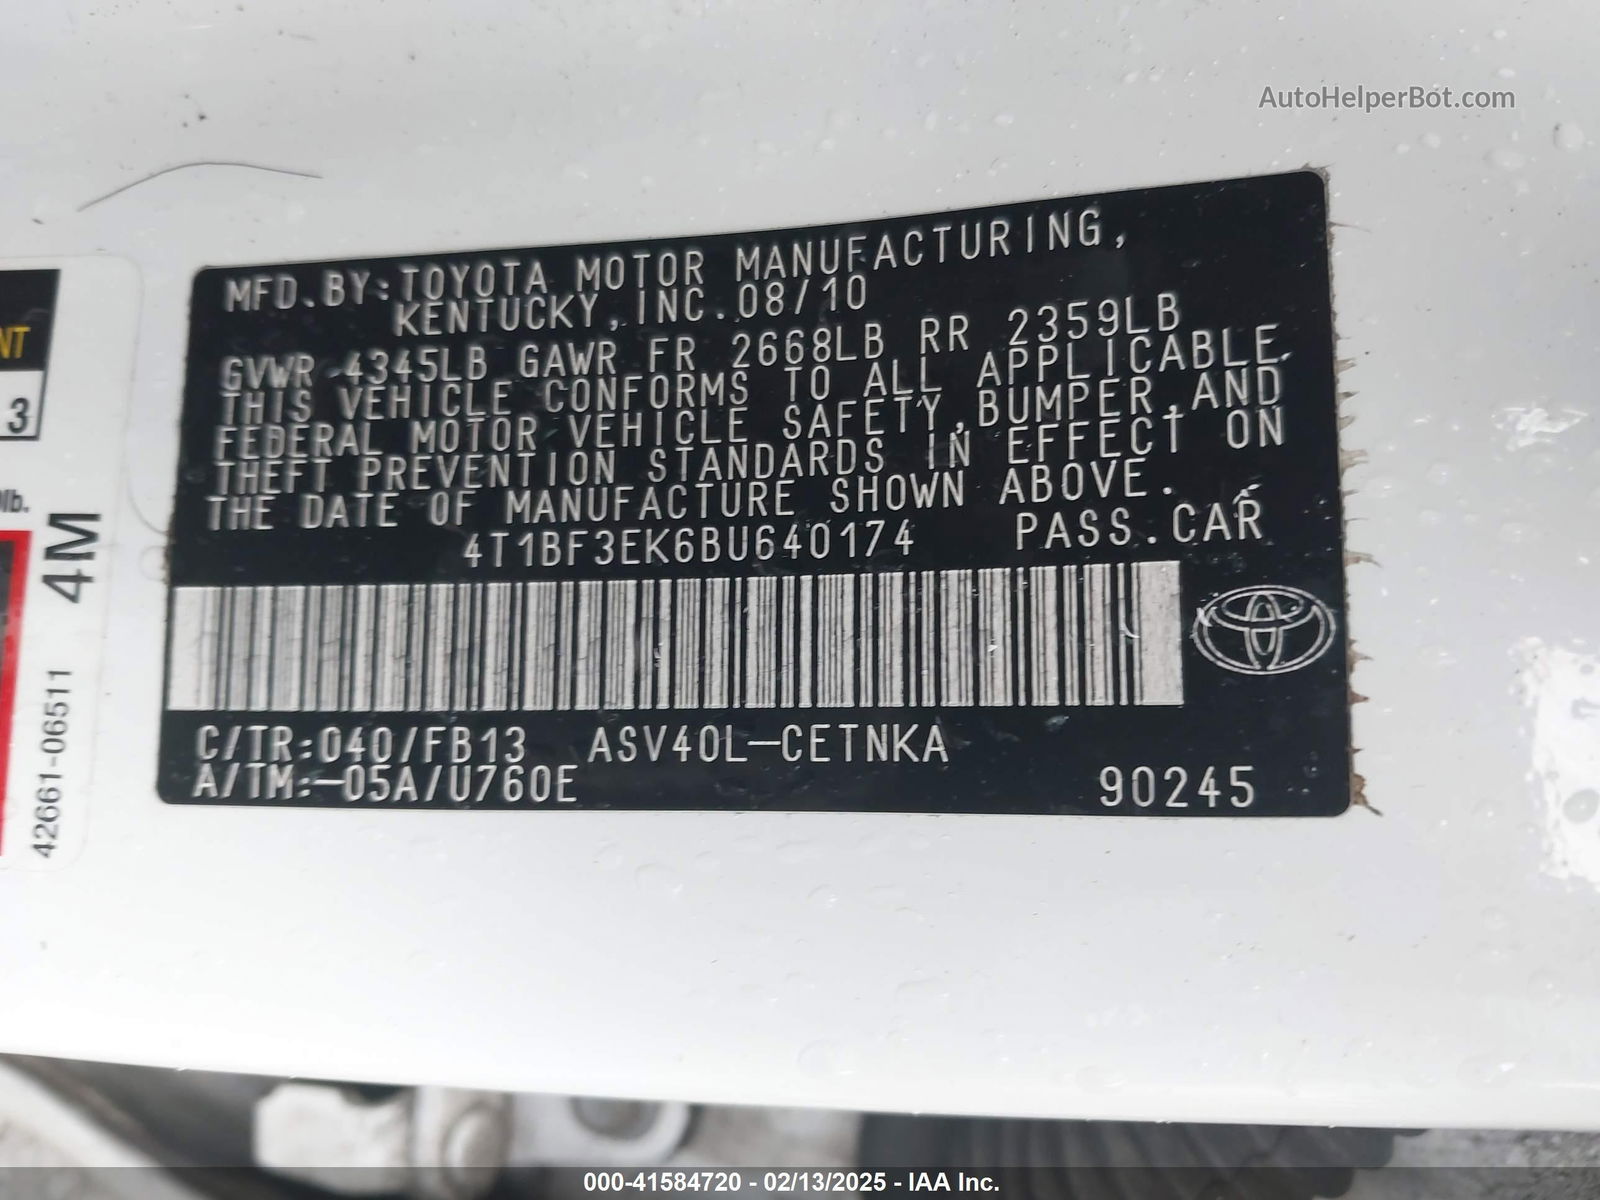 AutoHelperBot.com
MFD.BY:TOYOTA MOTOR MANUFACTURING,
KENTUCKY,INC.08/10
GVWR 4345LB GAWR FR 2668LB RR 2359LB
THIS VEHICLE CONFORMS TO ALL APPLICABLE
FEDERAL MOTOR VEHICLE SAFETY,BUMPER,AND
THEFT PREVENTION STANDARDS IN EFFECT ON
THE DATE OF MANUFACTURE SHOWN ABOVE.
4T1BF3EK6BU640174 PASS.CAR
C/TR:040/FB13 ASV40L-CETNKA
A/TM:-05A/U760E 90245
NT
3
lb.
4M
42661-06511
000-41584720 - 02/13/2025 - IAA Inc.